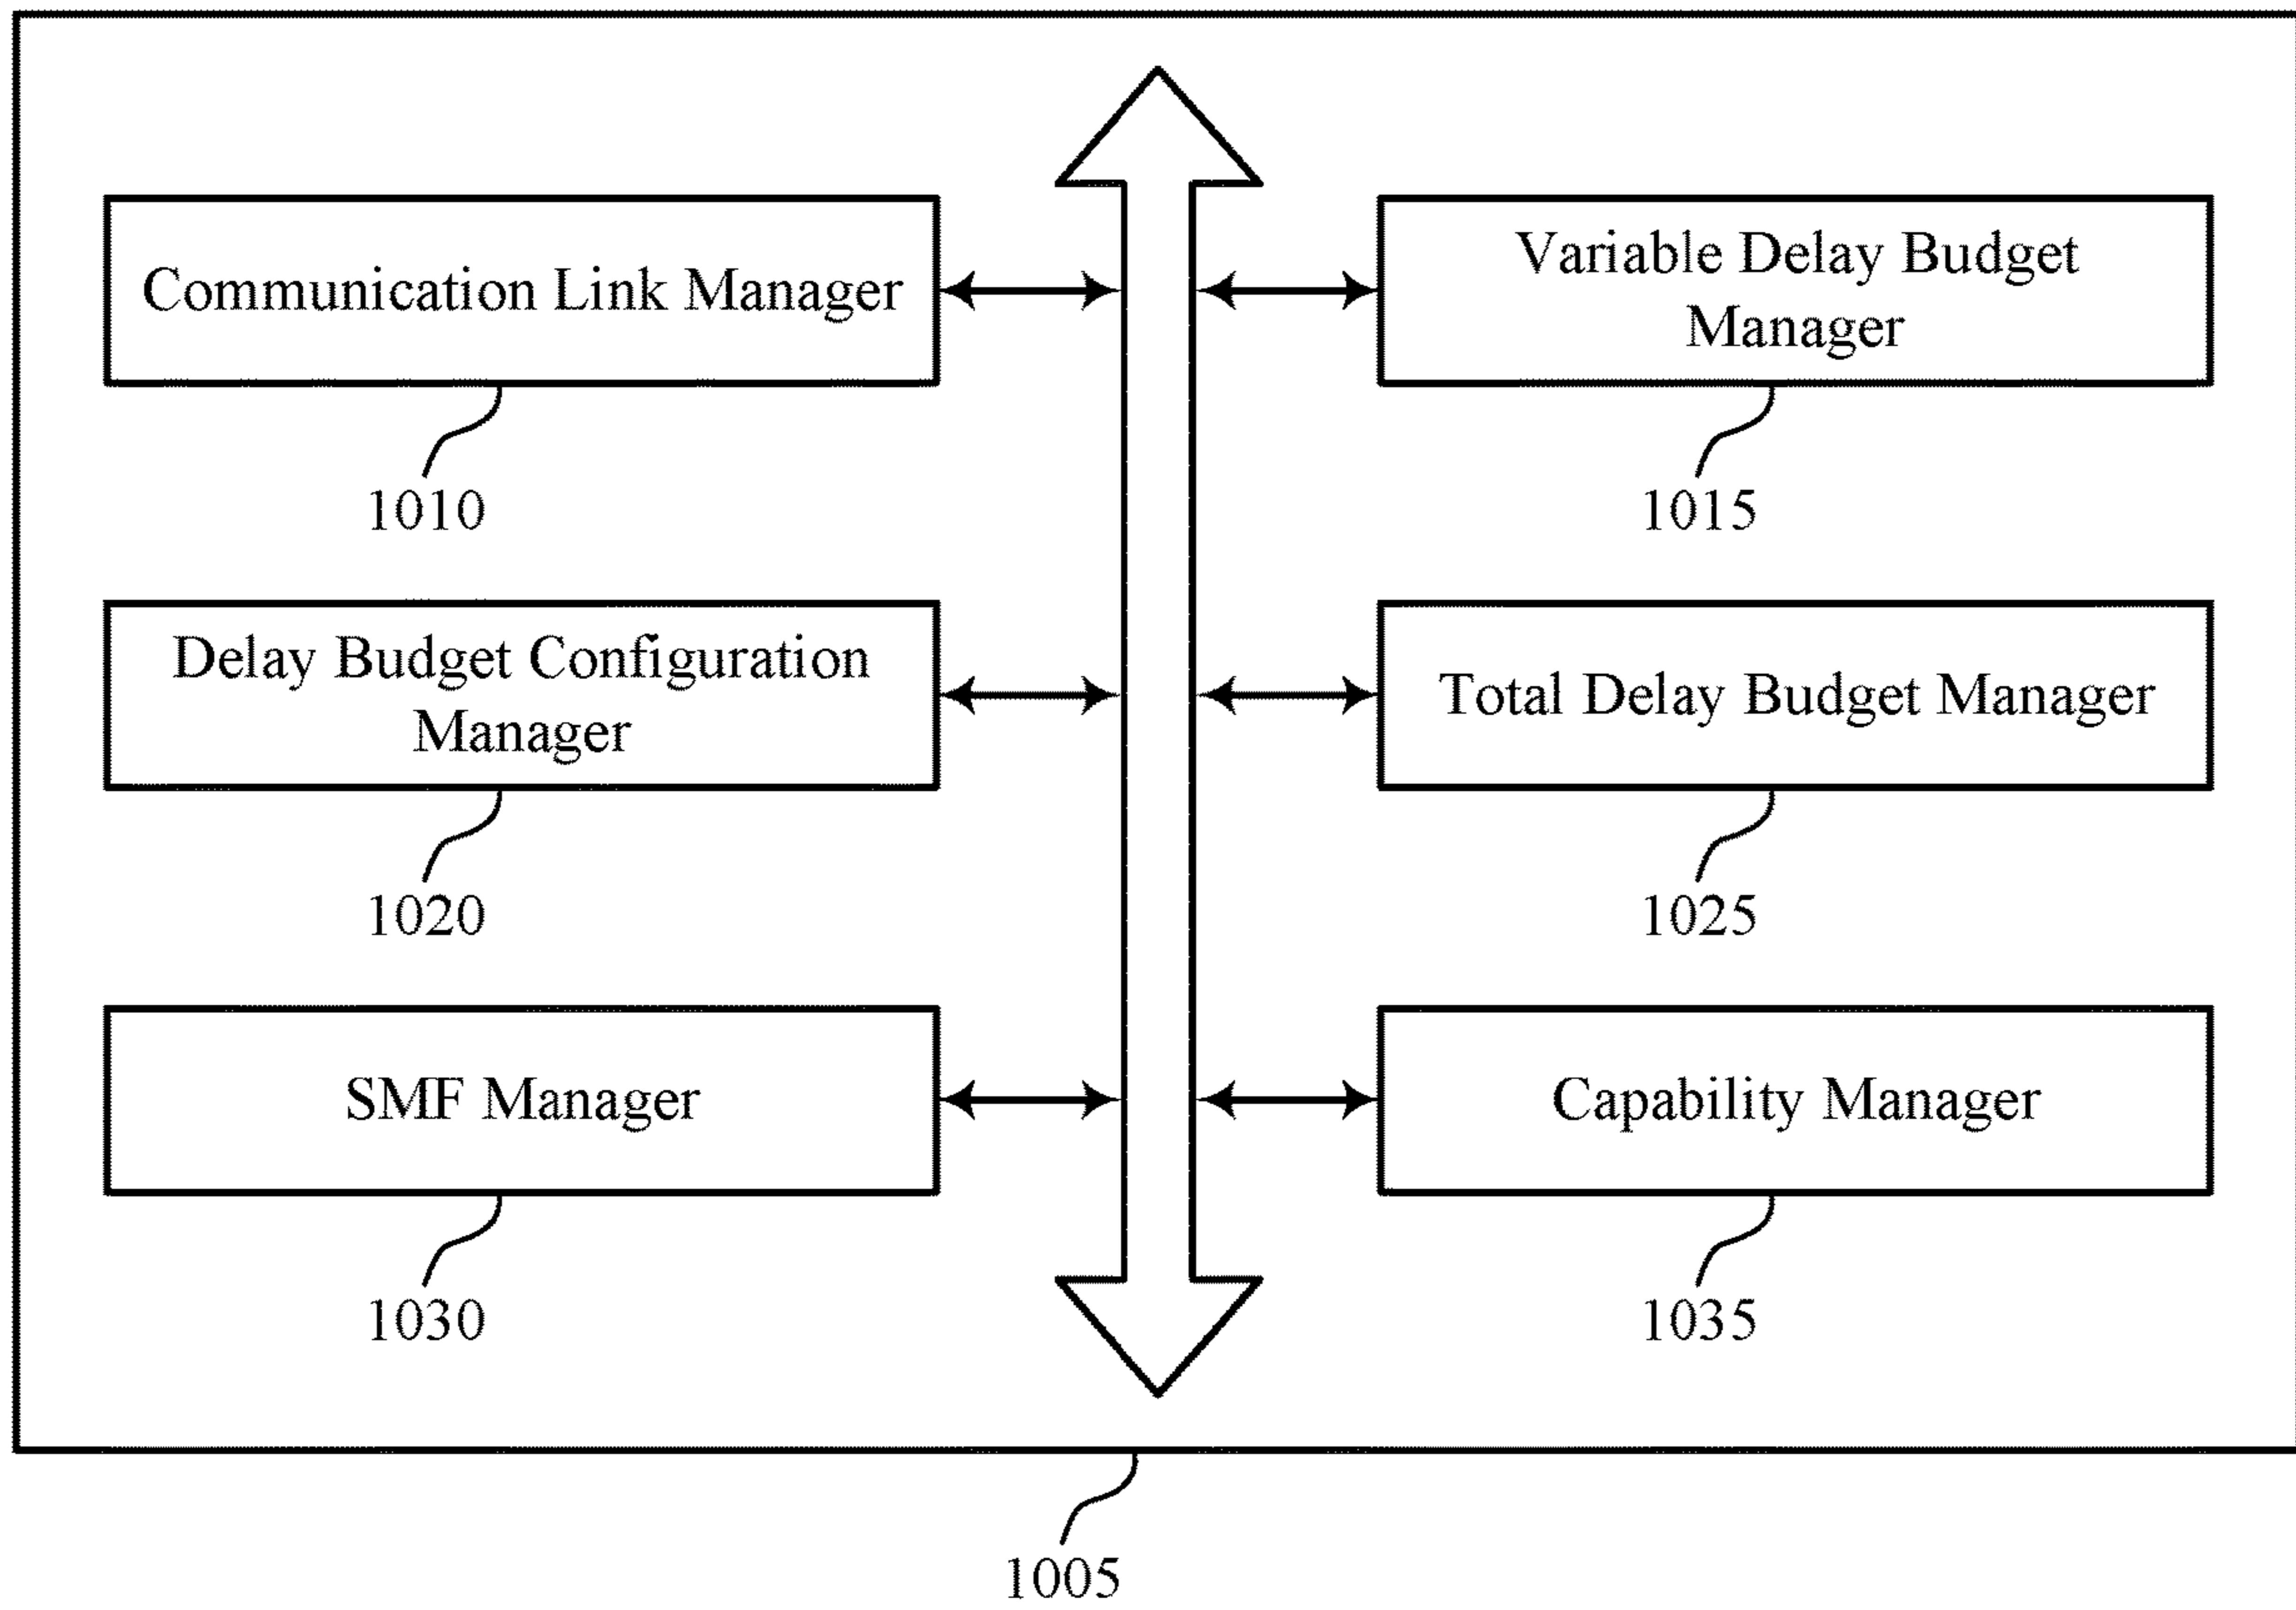 Communication Link Manager
1010
Variable Delay Budget
Manager
1015
Delay Budget Configuration
Manager
1020
Total Delay Budget Manager
1025
SMF Manager
1030
Capability Manager
1035
1005